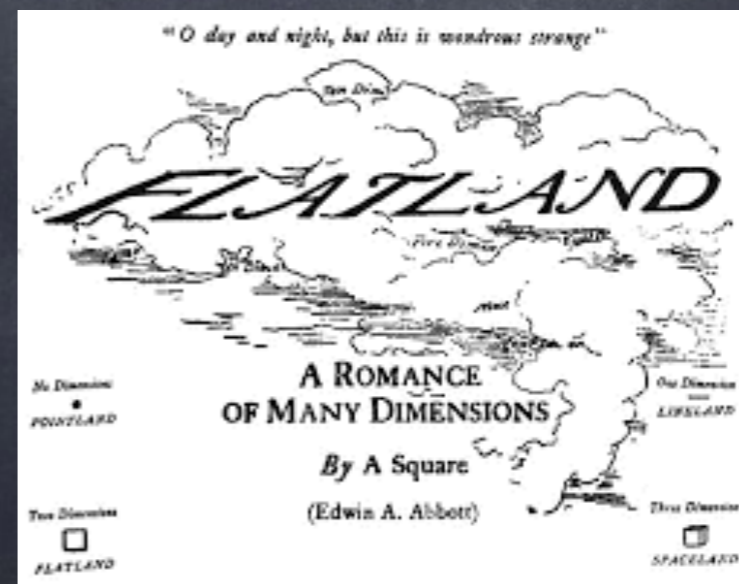 "O day and night, but this is wondrous strange"
FLATLAND
A ROMANCE
OF MANY DIMENSIONS
No Dimensions
POINTLAND
One Dimension
LINELAND
By A Square
(Edwin A. Abbott)
Two Dimensions
FLATLAND
Three Dimensions
SPACELAND